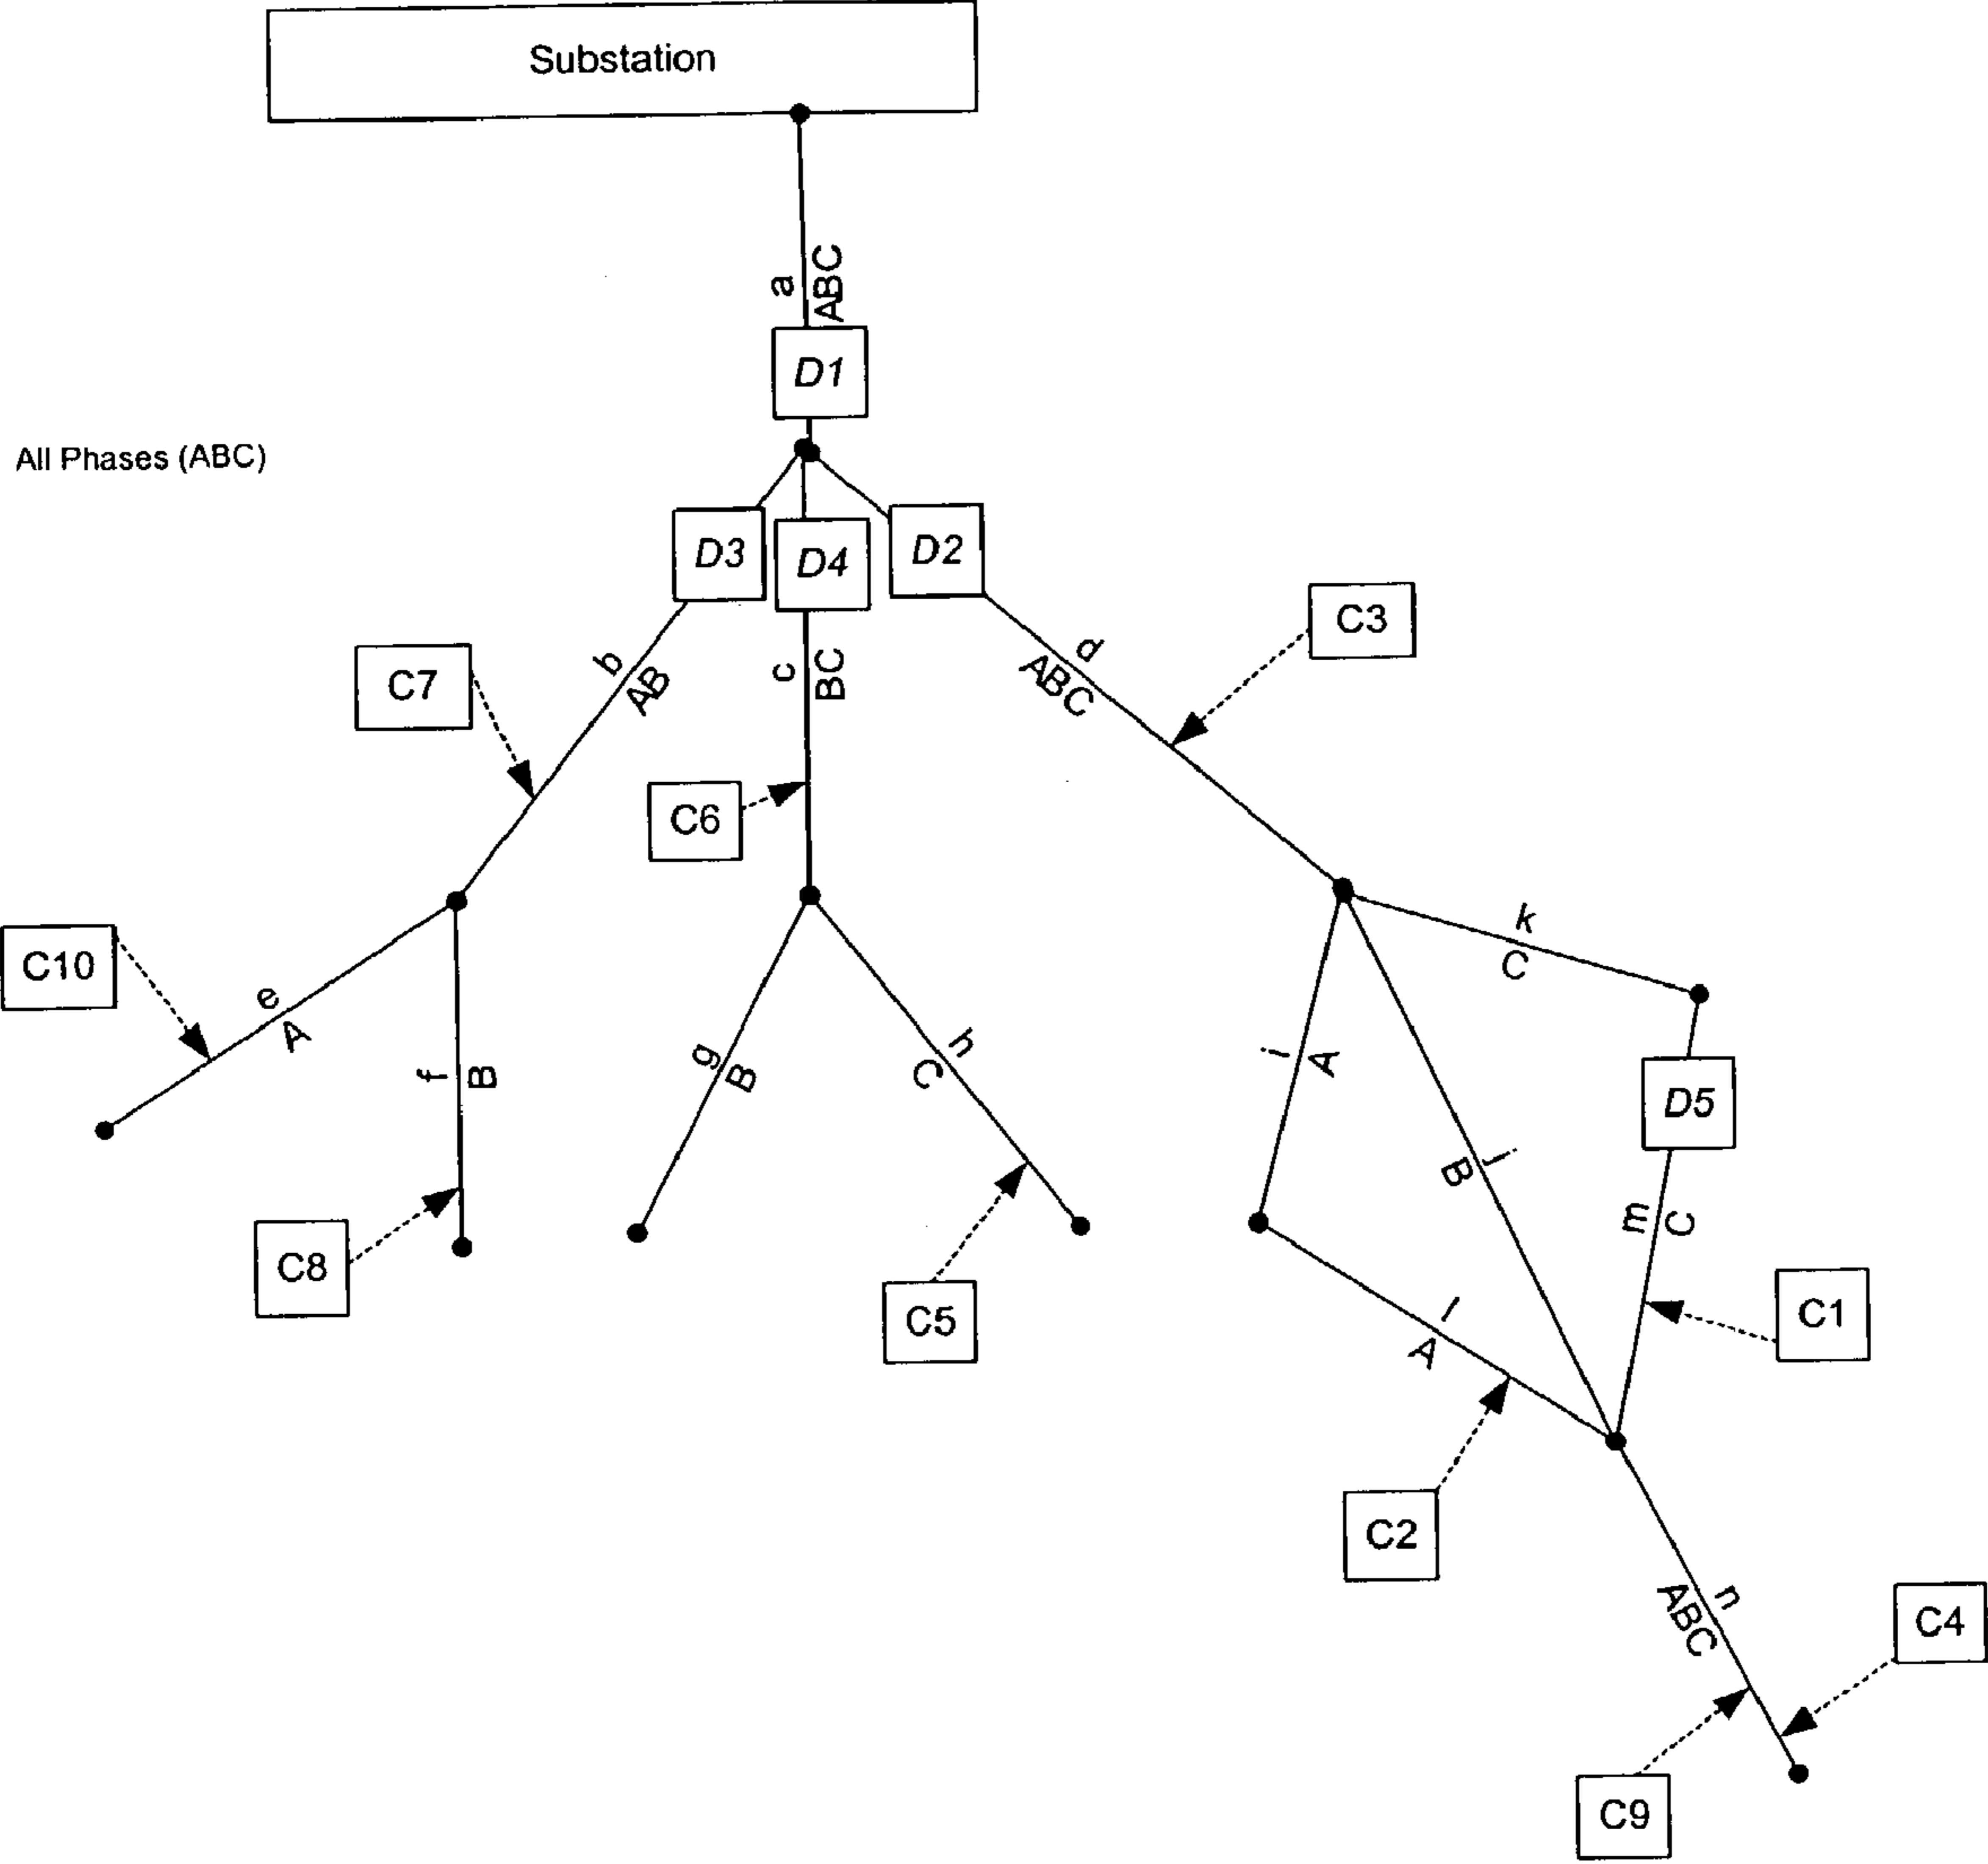 Substation
a
ABC
D1
All Phases (ABC)
D3
D4
D2
C3
b
AB
c
BC
d
ABC
C7
C6
C10
e
A
f
B
g
B
h
C
i
A
j
B
k
C
D5
m
C
C8
C5
C1
l
A
C2
n
ABC
C4
C9